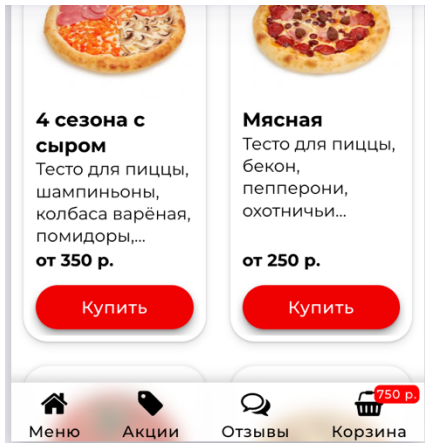 4 сезона с
сыром
Тесто для пиццы,
шампиньоны,
колбаса варёная,
помидоры,...
от 350 р.
Купить
Мясная
Тесто для пиццы,
бекон,
пепперони,
охотничьи...
от 250 р.
Купить
750 р.
Меню
Акции
Отзывы
Корзина